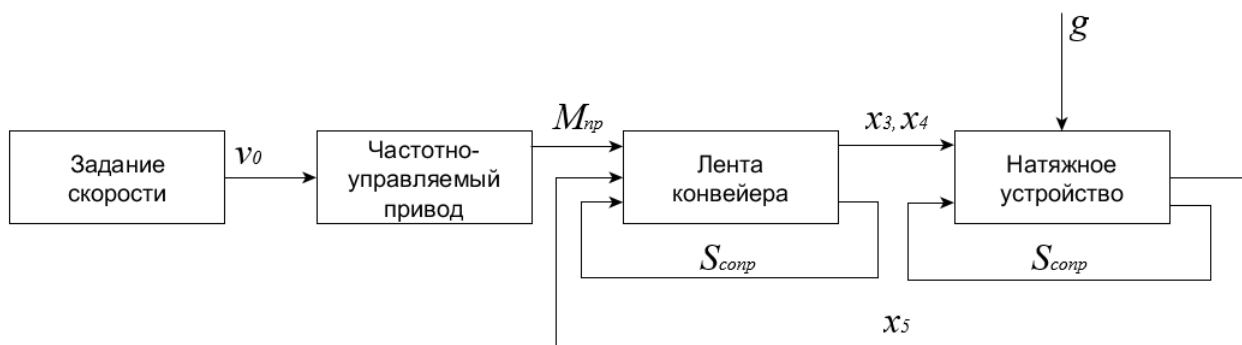 g
Задание
скорости
v₀
Частотно-
управляемый
привод
Mпр
Лента
конвейера
x₃, x₄
Натяжное
устройство
Sсопр
Sсопр
x₅